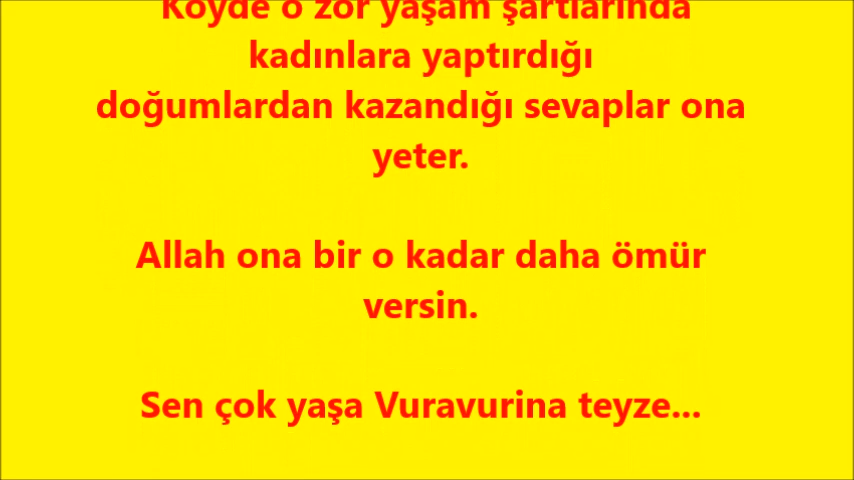 Köyde o zor yaşam şartlarında
kadınlara yaptırdığı
doğumlardan kazandığı sevaplar ona
yeter.
Allah ona bir o kadar daha ömür
versin.
Sen çok yaşa Vuravurina teyze...